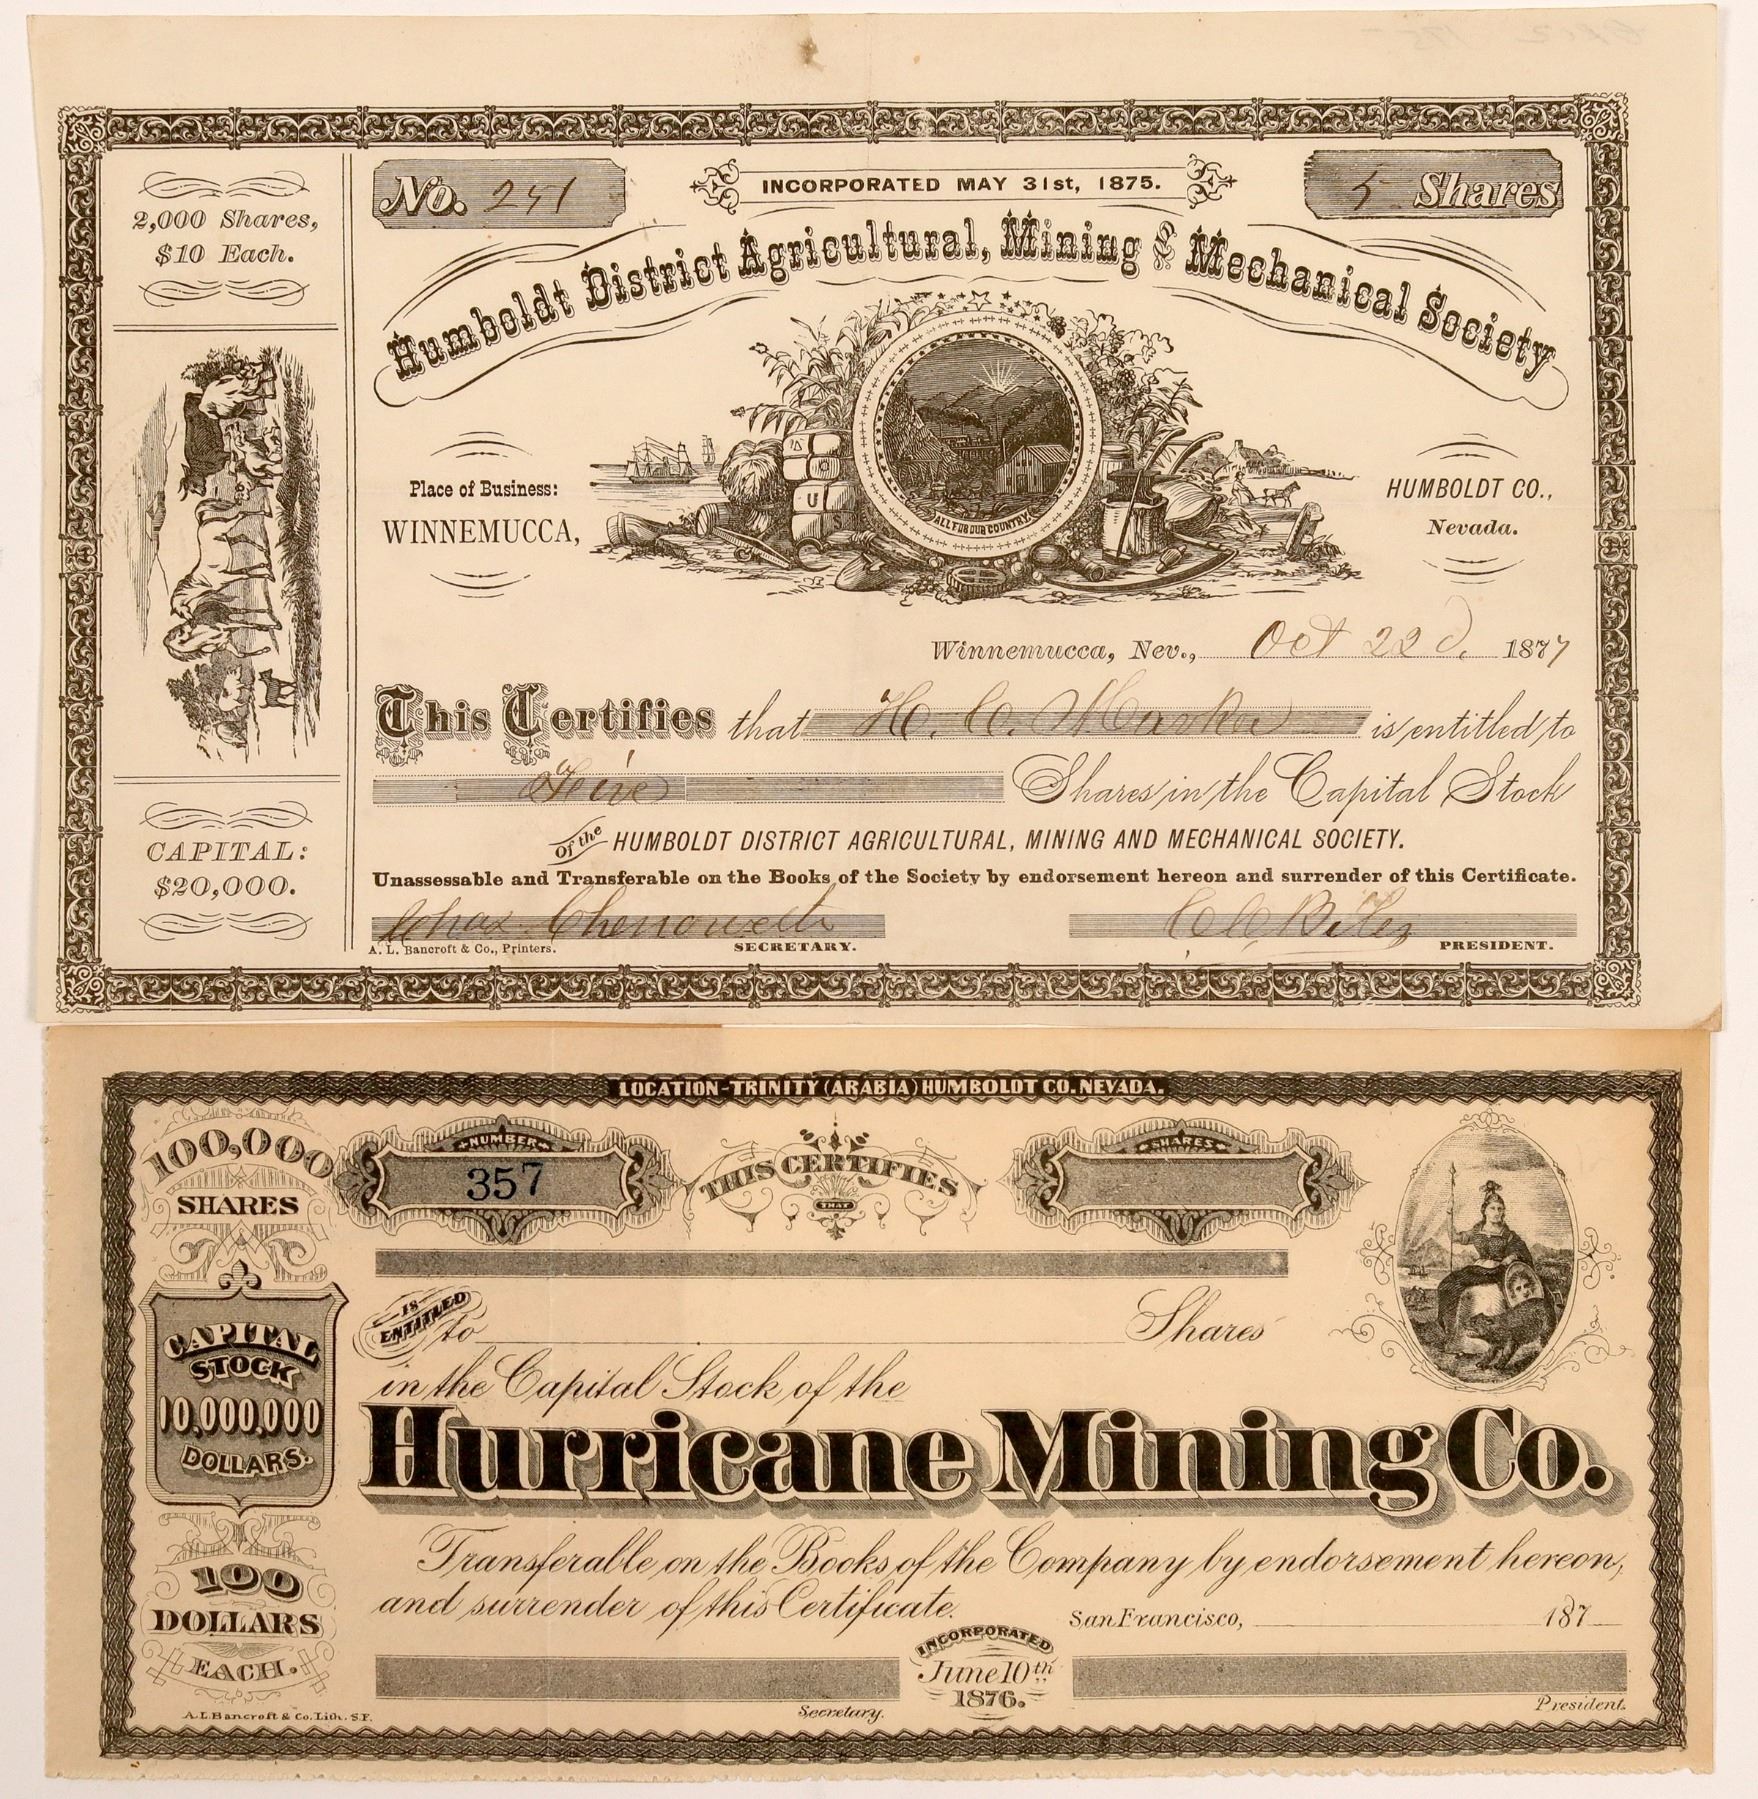 No. 251
INCORPORATED MAY 31st, 1875.
5 Shares
2,000 Shares,
$10 Each.
Humboldt District Agricultural, Mining & Mechanical Society
Place of Business:
WINNEMUCCA,
HUMBOLDT CO.,
Nevada.
U S
ALL FOR OUR COUNTRY
Winnemucca, Nev., Oct 22d, 1877
This Certifies that H. C. is entitled to
Five Shares in the Capital Stock
Of the HUMBOLDT DISTRICT AGRICULTURAL, MINING AND MECHANICAL SOCIETY.
Unassessable and Transferable on the Books of the Society by endorsement hereon and surrender of this Certificate.
CAPITAL:
$20,000.
Chas Chenoweth
A. L. Bancroft & Co., Printers. SECRETARY. PRESIDENT.
LOCATION-TRINITY (ARABIA) HUMBOLDT CO. NEVADA.
100,000
SHARES
NUMBER
357
THIS CERTIFIES
THAT
SHARES
IS
ENTITLED
to Shares
in the Capital Stock of the
CAPITAL
STOCK
10,000,000
DOLLARS.
Hurricane Mining Co.
Transferable on the Books of the Company by endorsement hereon,
and surrender of this Certificate.
San Francisco, 187
100
DOLLARS
EACH.
INCORPORATED
June 10th
1876.
Secretary.
President.
A.L. Bancroft & Co. Lith. S.F.